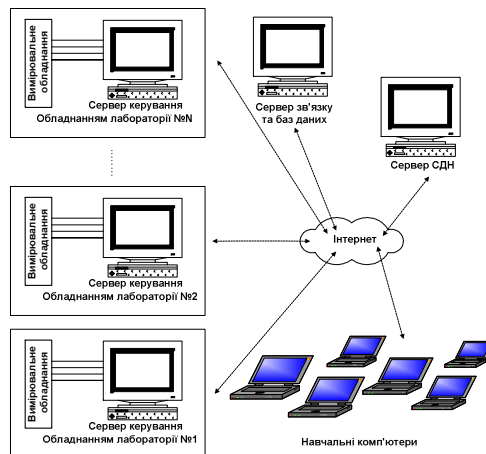 Вимірювальне
обладнання
Сервер керування
Обладнанням лабораторії №N
Сервер зв'язку
та баз даних
Сервер СДН
Вимірювальне
обладнання
Сервер керування
Обладнанням лабораторії №2
Інтернет
Вимірювальне
обладнання
Сервер керування
Обладнанням лабораторії №1
Навчальні комп'ютери